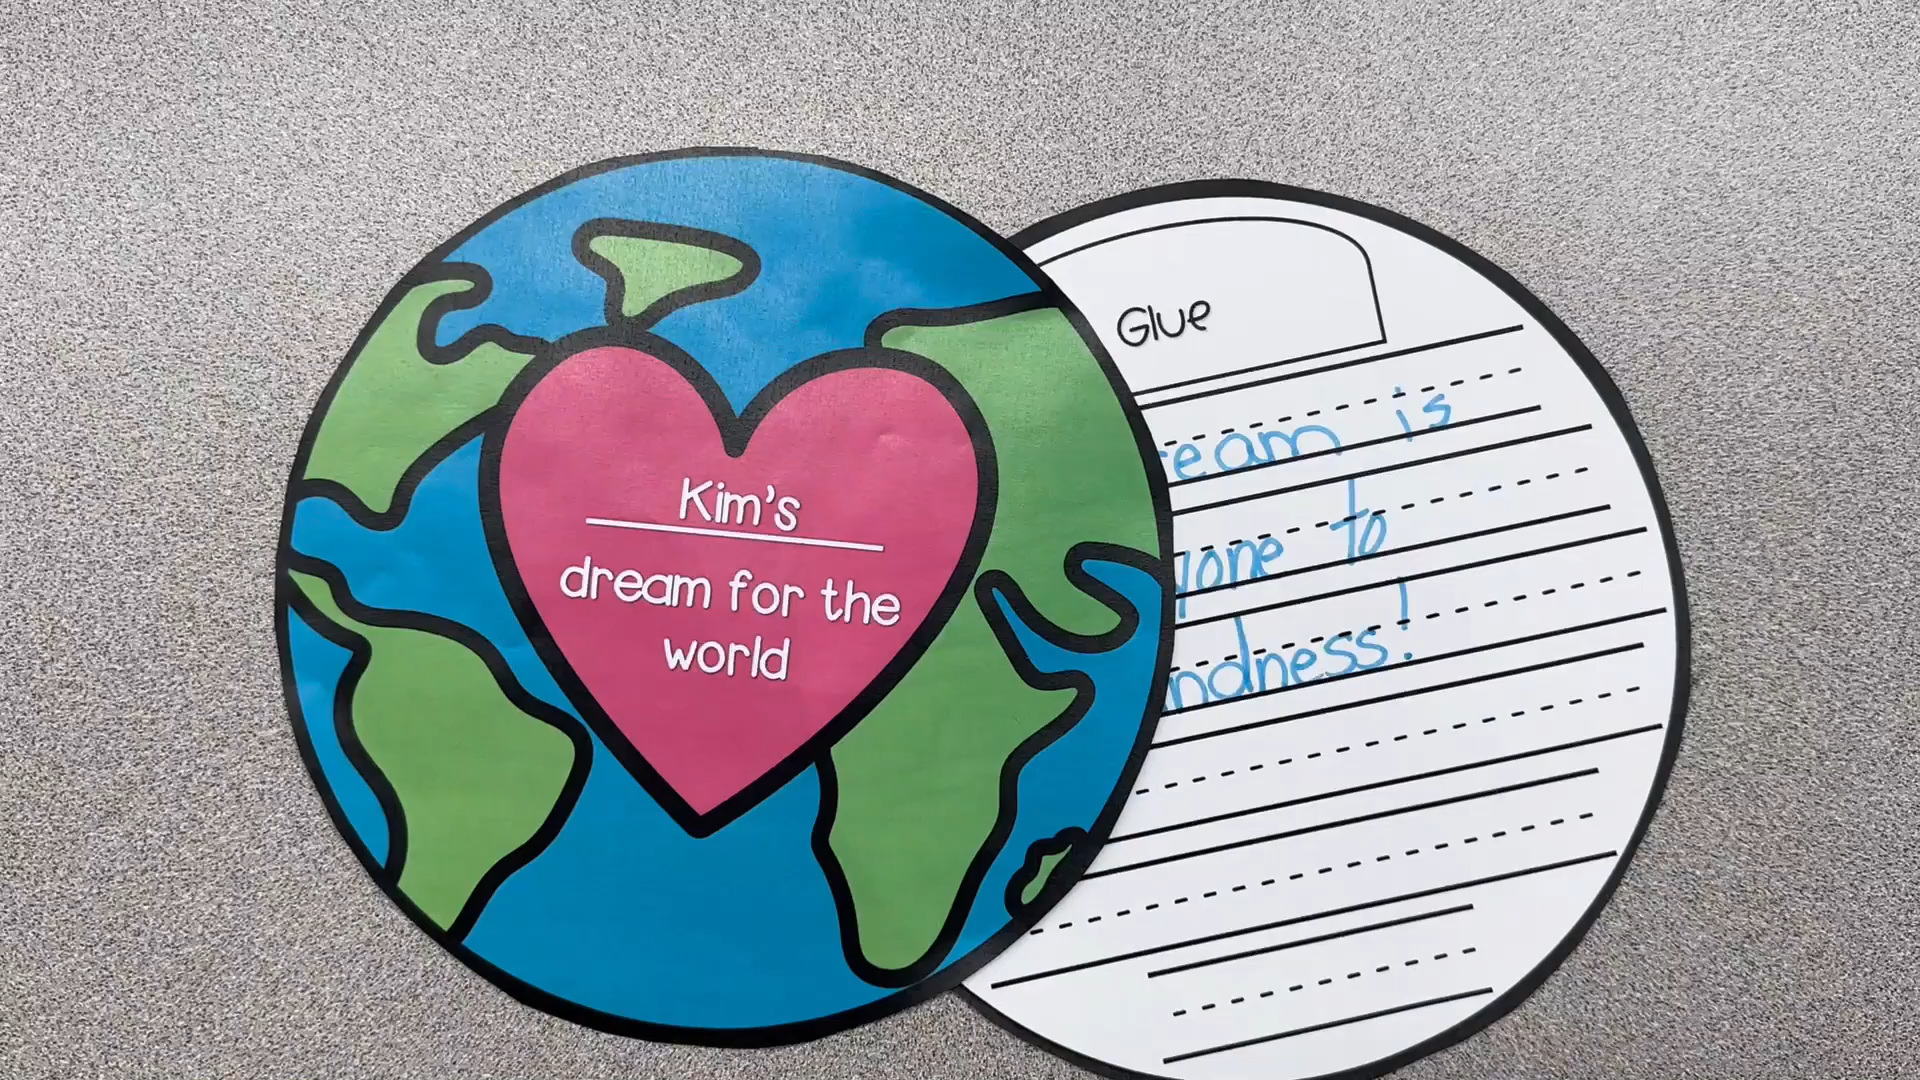 Kim's
dream for the
world
Glue
ream is
yone to
ndness!